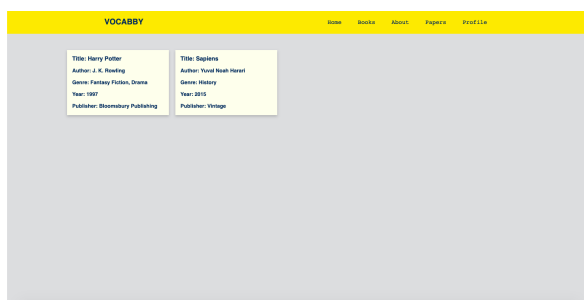 VOCABBY
Home Books About Papers Profile
Title: Harry Potter
Author: J. K. Rowling
Genre: Fantasy Fiction, Drama
Year: 1997
Publisher: Bloomsbury Publishing
Title: Sapiens
Author: Yuval Noah Harari
Genre: History
Year: 2015
Publisher: Vintage